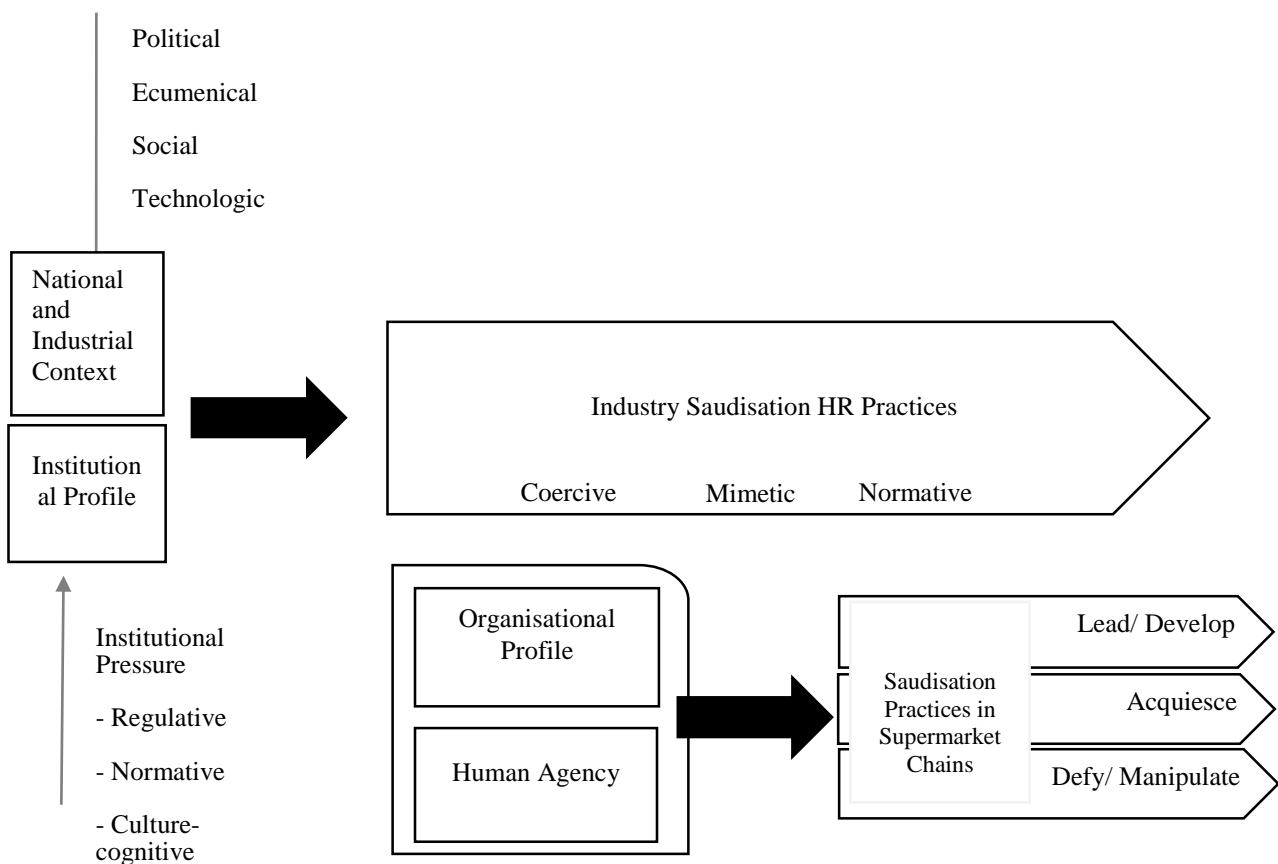 Political
Ecumenical
Social
Technologic
National
and
Industrial
Context
Institution
al Profile
Industry Saudisation HR Practices
Coercive Mimetic Normative
Institutional
Pressure
- Regulative
- Normative
- Culture-
cognitive
Organisational
Profile
Human Agency
Saudisation
Practices in
Supermarket
Chains
Lead/ Develop
Acquiesce
Defy/ Manipulate